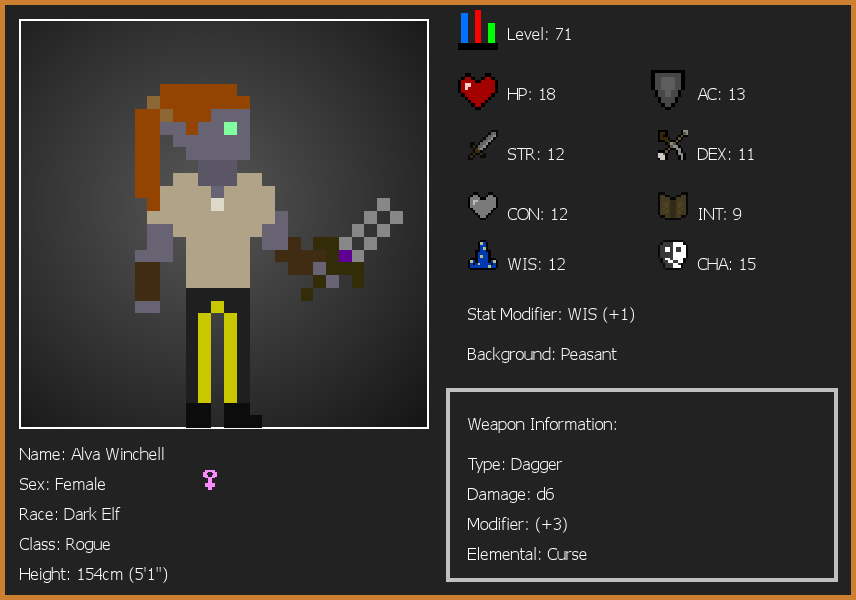 Level: 71
HP: 18
AC: 13
STR: 12
DEX: 11
CON: 12
INT: 9
WIS: 12
CHA: 15
Stat Modifier: WIS (+1)
Background: Peasant
Weapon Information:
Type: Dagger
Damage: d6
Modifier: (+3)
Elemental: Curse
Name: Alva Winchell
Sex: Female
Race: Dark Elf
Class: Rogue
Height: 154cm (5'1")